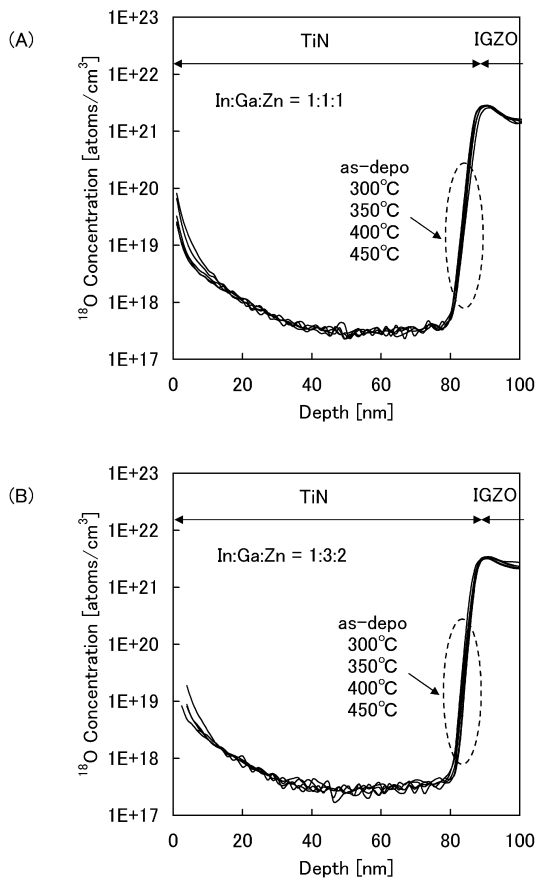 (A)
1E+23
1E+22
1E+21
1E+20
1E+19
1E+18
1E+17
¹⁸O Concentration [atoms/cm³]
TiN
IGZO
In:Ga:Zn = 1:1:1
as-depo
300℃
350℃
400℃
450℃
0 20 40 60 80 100
Depth [nm]
(B)
1E+23
1E+22
1E+21
1E+20
1E+19
1E+18
1E+17
¹⁸O Concentration [atoms/cm³]
TiN
IGZO
In:Ga:Zn = 1:3:2
as-depo
300℃
350℃
400℃
450℃
0 20 40 60 80 100
Depth [nm]